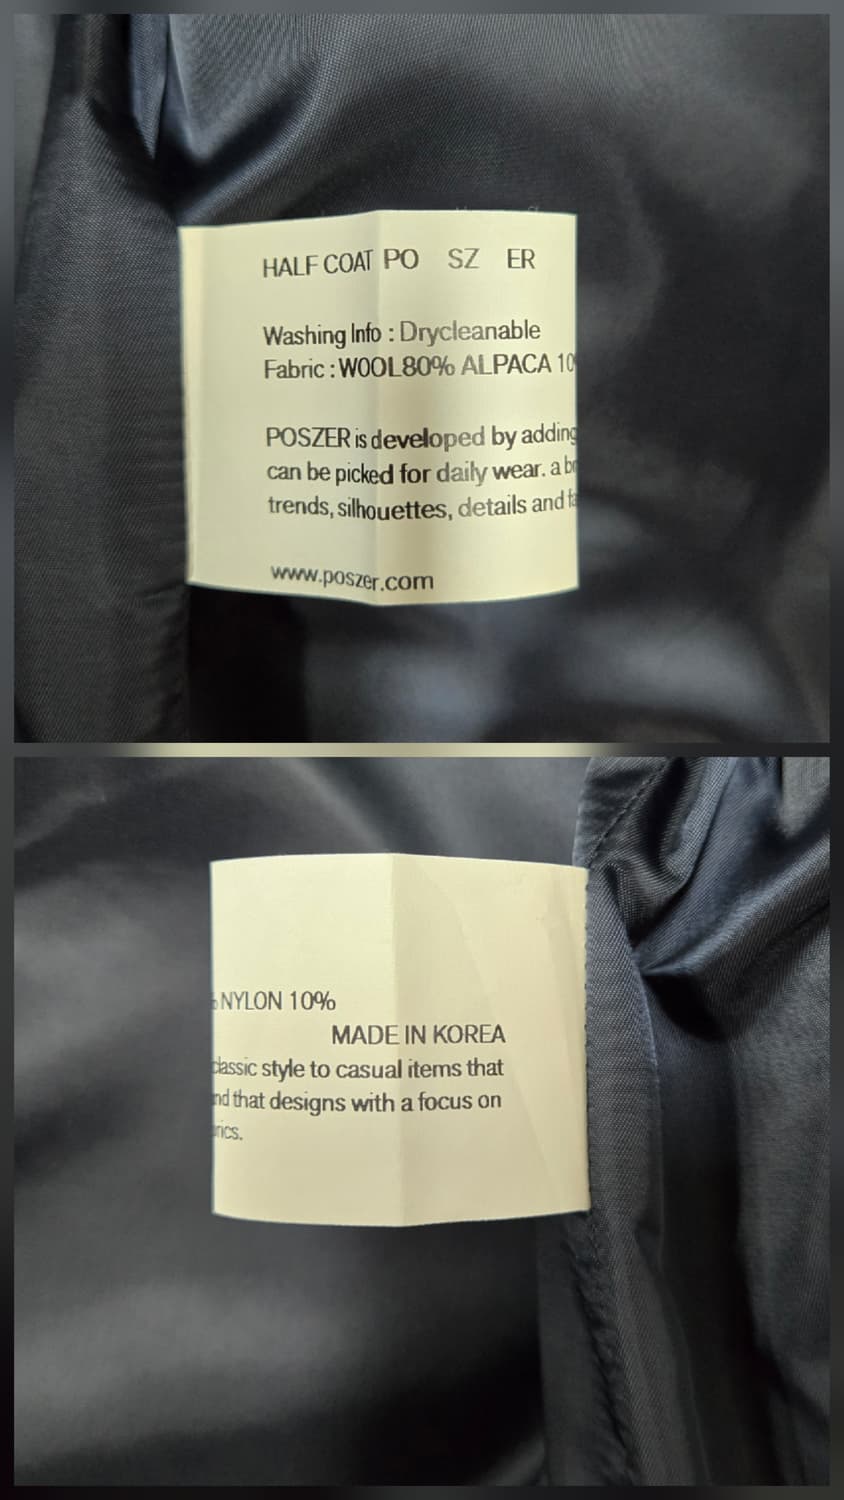 HALF COAT PO SZ ER
Washing Info : Drycleanable
Fabric : WOOL80% ALPACA 10
POSZER is developed by adding
can be picked for daily wear. a br
trends, silhouettes, details and fa
www.poszer.com
NYLON 10%
MADE IN KOREA
classic style to casual items that
nd that designs with a focus on
rics.